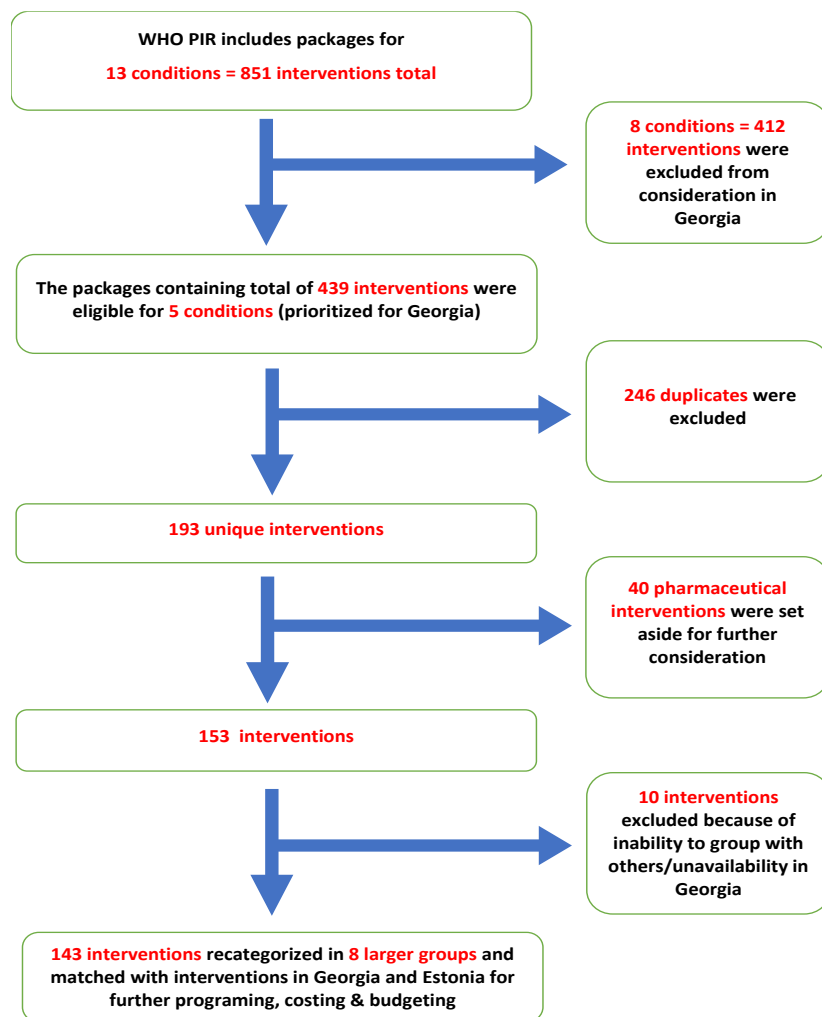 WHO PIR includes packages for
13 conditions = 851 interventions total
8 conditions = 412
interventions were
excluded from
consideration in
Georgia
The packages containing total of 439 interventions were
eligible for 5 conditions (prioritized for Georgia)
246 duplicates were
excluded
193 unique interventions
40 pharmaceutical
interventions were set
aside for further
consideration
153 interventions
10 interventions
excluded because of
inability to group with
others/unavailability in
Georgia
143 interventions recategorized in 8 larger groups and
matched with interventions in Georgia and Estonia for
further programing, costing & budgeting